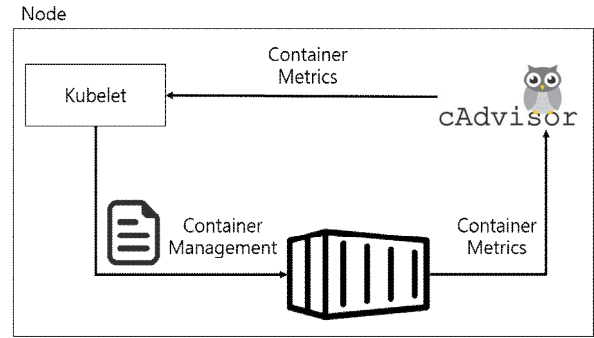 Node
Container
Metrics
Kubelet
cAdvisor
Container
Management
Container
Metrics